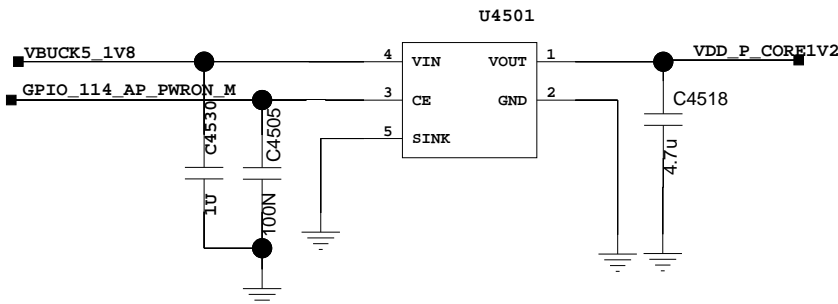 U4501
VBUCK5_1V8
4
VIN
VOUT
1
VDD_P_CORE1V2
GPIO_114_AP_PWRON_M
3
CE
GND
2
C4518
C4530
C4505
5
SINK
4.7u
1U
100N